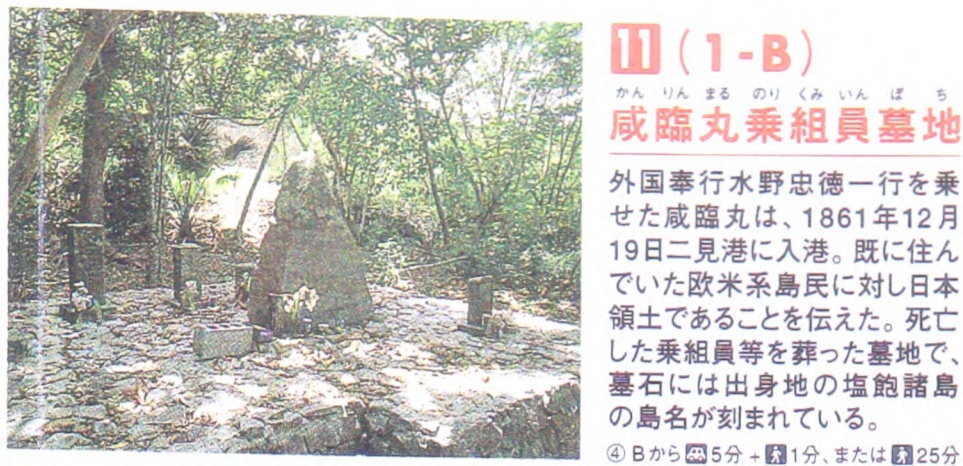 11 (1-B)
かん りん まる のり くみ いん ぼ ち
咸臨丸乗組員墓地
外国奉行水野忠徳一行を乗
せた咸臨丸は、1861年12月
19日二見港に入港。既に住ん
でいた欧米系島民に対し日本
領土であることを伝えた。死亡
した乗組員等を葬った墓地で、
墓石には出身地の塩飽諸島
の島名が刻まれている。
④ Bから5分+1分、または25分